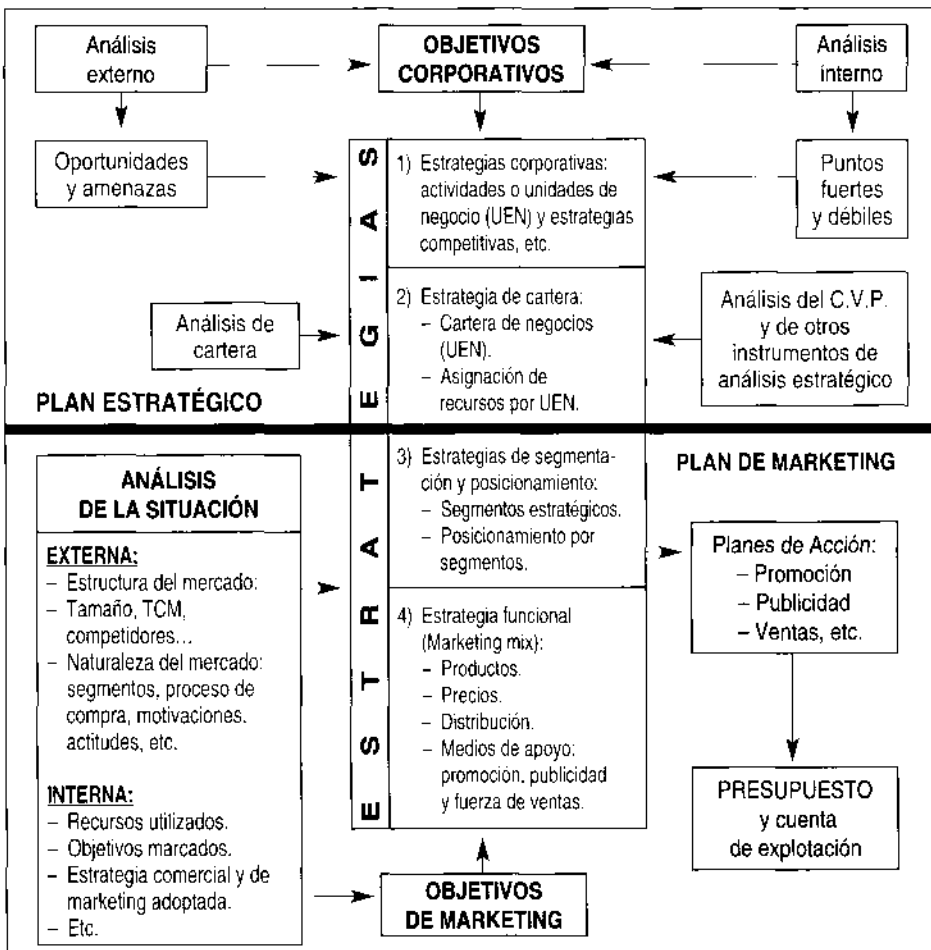 Análisis
externo
OBJETIVOS
CORPORATIVOS
Análisis
interno
Oportunidades
y amenazas
ESTRATEGIAS
1) Estrategias corporativas:
actividades o unidades de
negocio (UEN) y estrategias
competitivas, etc.
Puntos
fuertes
y débiles
Análisis de
cartera
2) Estrategia de cartera:
– Cartera de negocios
(UEN).
– Asignación de
recursos por UEN.
Análisis del C.V.P.
y de otros
instrumentos de
análisis estratégico
PLAN ESTRATÉGICO
PLAN DE MARKETING
ANÁLISIS
DE LA SITUACIÓN
EXTERNA:
– Estructura del mercado:
– Tamaño, TCM,
competidores...
– Naturaleza del mercado:
segmentos, proceso de
compra, motivaciones,
actitudes, etc.
INTERNA:
– Recursos utilizados.
– Objetivos marcados.
– Estrategia comercial y de
marketing adoptada.
– Etc.
3) Estrategias de segmenta-
ción y posicionamiento:
– Segmentos estratégicos.
– Posicionamiento por
segmentos.
4) Estrategia funcional
(Marketing mix):
– Productos.
– Precios.
– Distribución.
– Medios de apoyo:
promoción, publicidad
y fuerza de ventas.
OBJETIVOS
DE MARKETING
Planes de Acción:
– Promoción
– Publicidad
– Ventas, etc.
PRESUPUESTO
y cuenta
de explotación